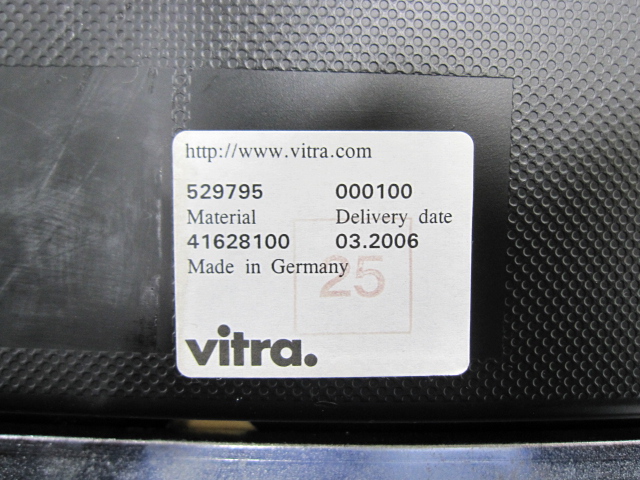 http://www.vitra.com
529795 000100
Material Delivery date
41628100 03.2006
Made in Germany
25
vitra.